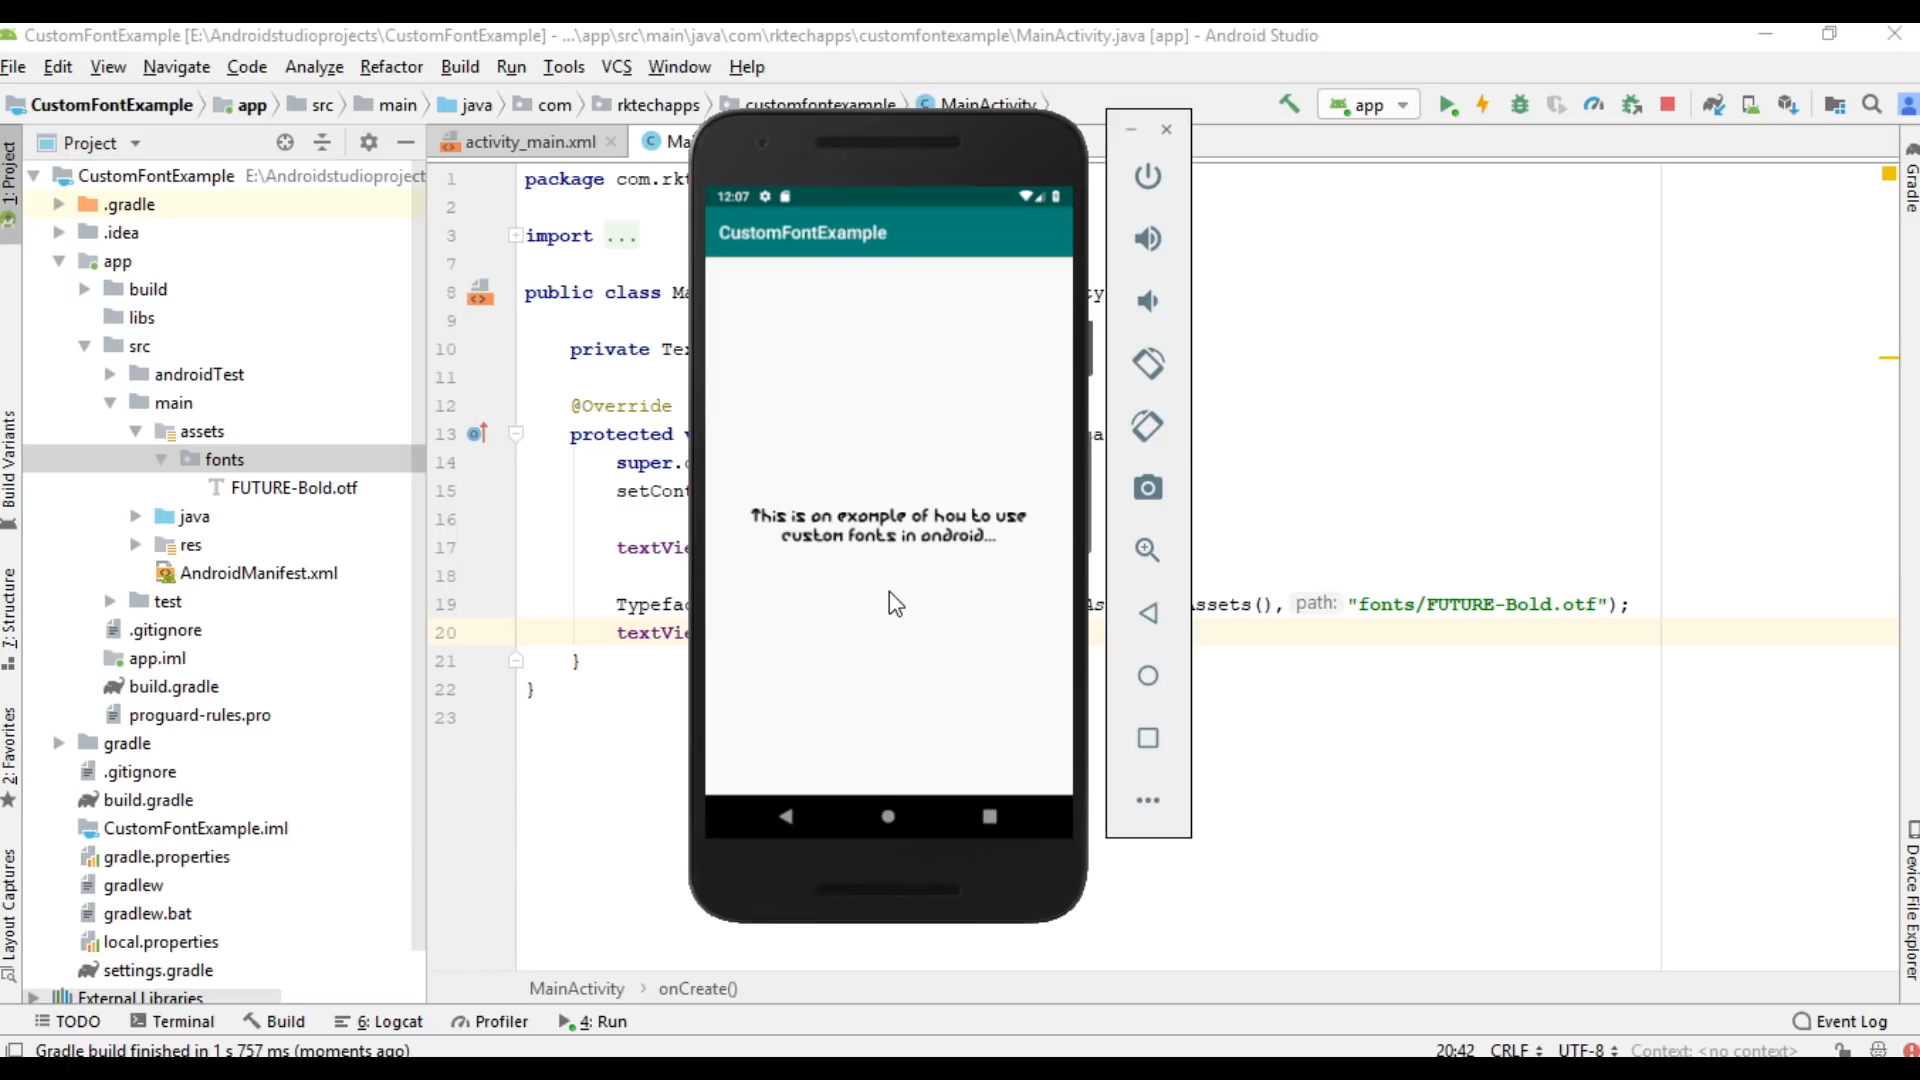 CustomFontExample [E:\Androidstudioprojects\CustomFontExample] - ...\app\src\main\java\com\rktechapps\customfontexample\MainActivity.java [app] - Android Studio
File Edit View Navigate Code Analyze Refactor Build Run Tools VCS Window Help
CustomFontExample app src main java com rktechapps customfontexample MainActivity app
Project
activity_main.xml
Ma
1: Project
Build Variants
7: Structure
2: Favorites
Layout Captures
CustomFontExample E:\Androidstudioproject
.gradle
.idea
app
build
libs
src
androidTest
main
assets
fonts
FUTURE-Bold.otf
java
res
AndroidManifest.xml
test
.gitignore
app.iml
build.gradle
proguard-rules.pro
gradle
.gitignore
build.gradle
CustomFontExample.iml
gradle.properties
gradlew
gradlew.bat
local.properties
settings.gradle
External Libraries
1 package com.rkt
2
3 import ...
7
8 public class Ma ty
9
10 private Te
11
12 @Override
13 protected v a
14 super.
15 setCont
16
17 textVie
18
19 Typefac ssets(), path: "fonts/FUTURE-Bold.otf");
20 textVie
21 }
22 }
23
12:07
CustomFontExample
This is an example of how to use
custom fonts in android...
Gradle
Device File Explorer
MainActivity onCreate()
TODO Terminal Build 6: Logcat Profiler 4: Run Event Log
Gradle build finished in 1 s 757 ms (moments ago) 20:42 CRLF UTF-8 Context: <no context>